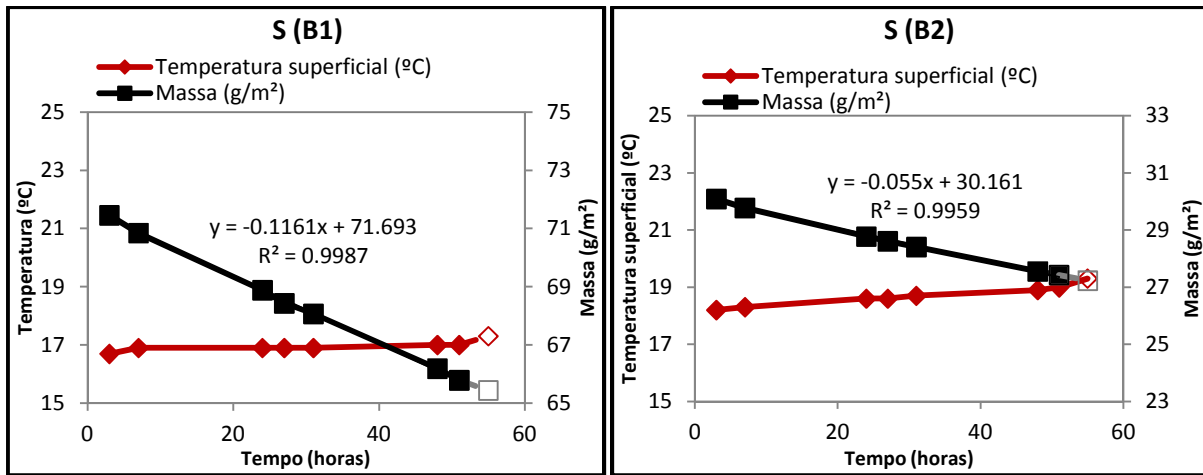 S (B1)
Temperatura superficial (ºC)
Massa (g/m²)
25
23
21
19
17
15
Temperatura (ºC)
y = -0.1161x + 71.693
R² = 0.9987
75
73
71
69
67
65
Massa (g/m²)
0
20
40
60
Tempo (horas)
S (B2)
Temperatura superficial (ºC)
Massa (g/m²)
25
23
21
19
17
15
Temperatura superficial (ºC)
y = -0.055x + 30.161
R² = 0.9959
33
31
29
27
25
23
Massa (g/m²)
0
20
40
60
Tempo (horas)